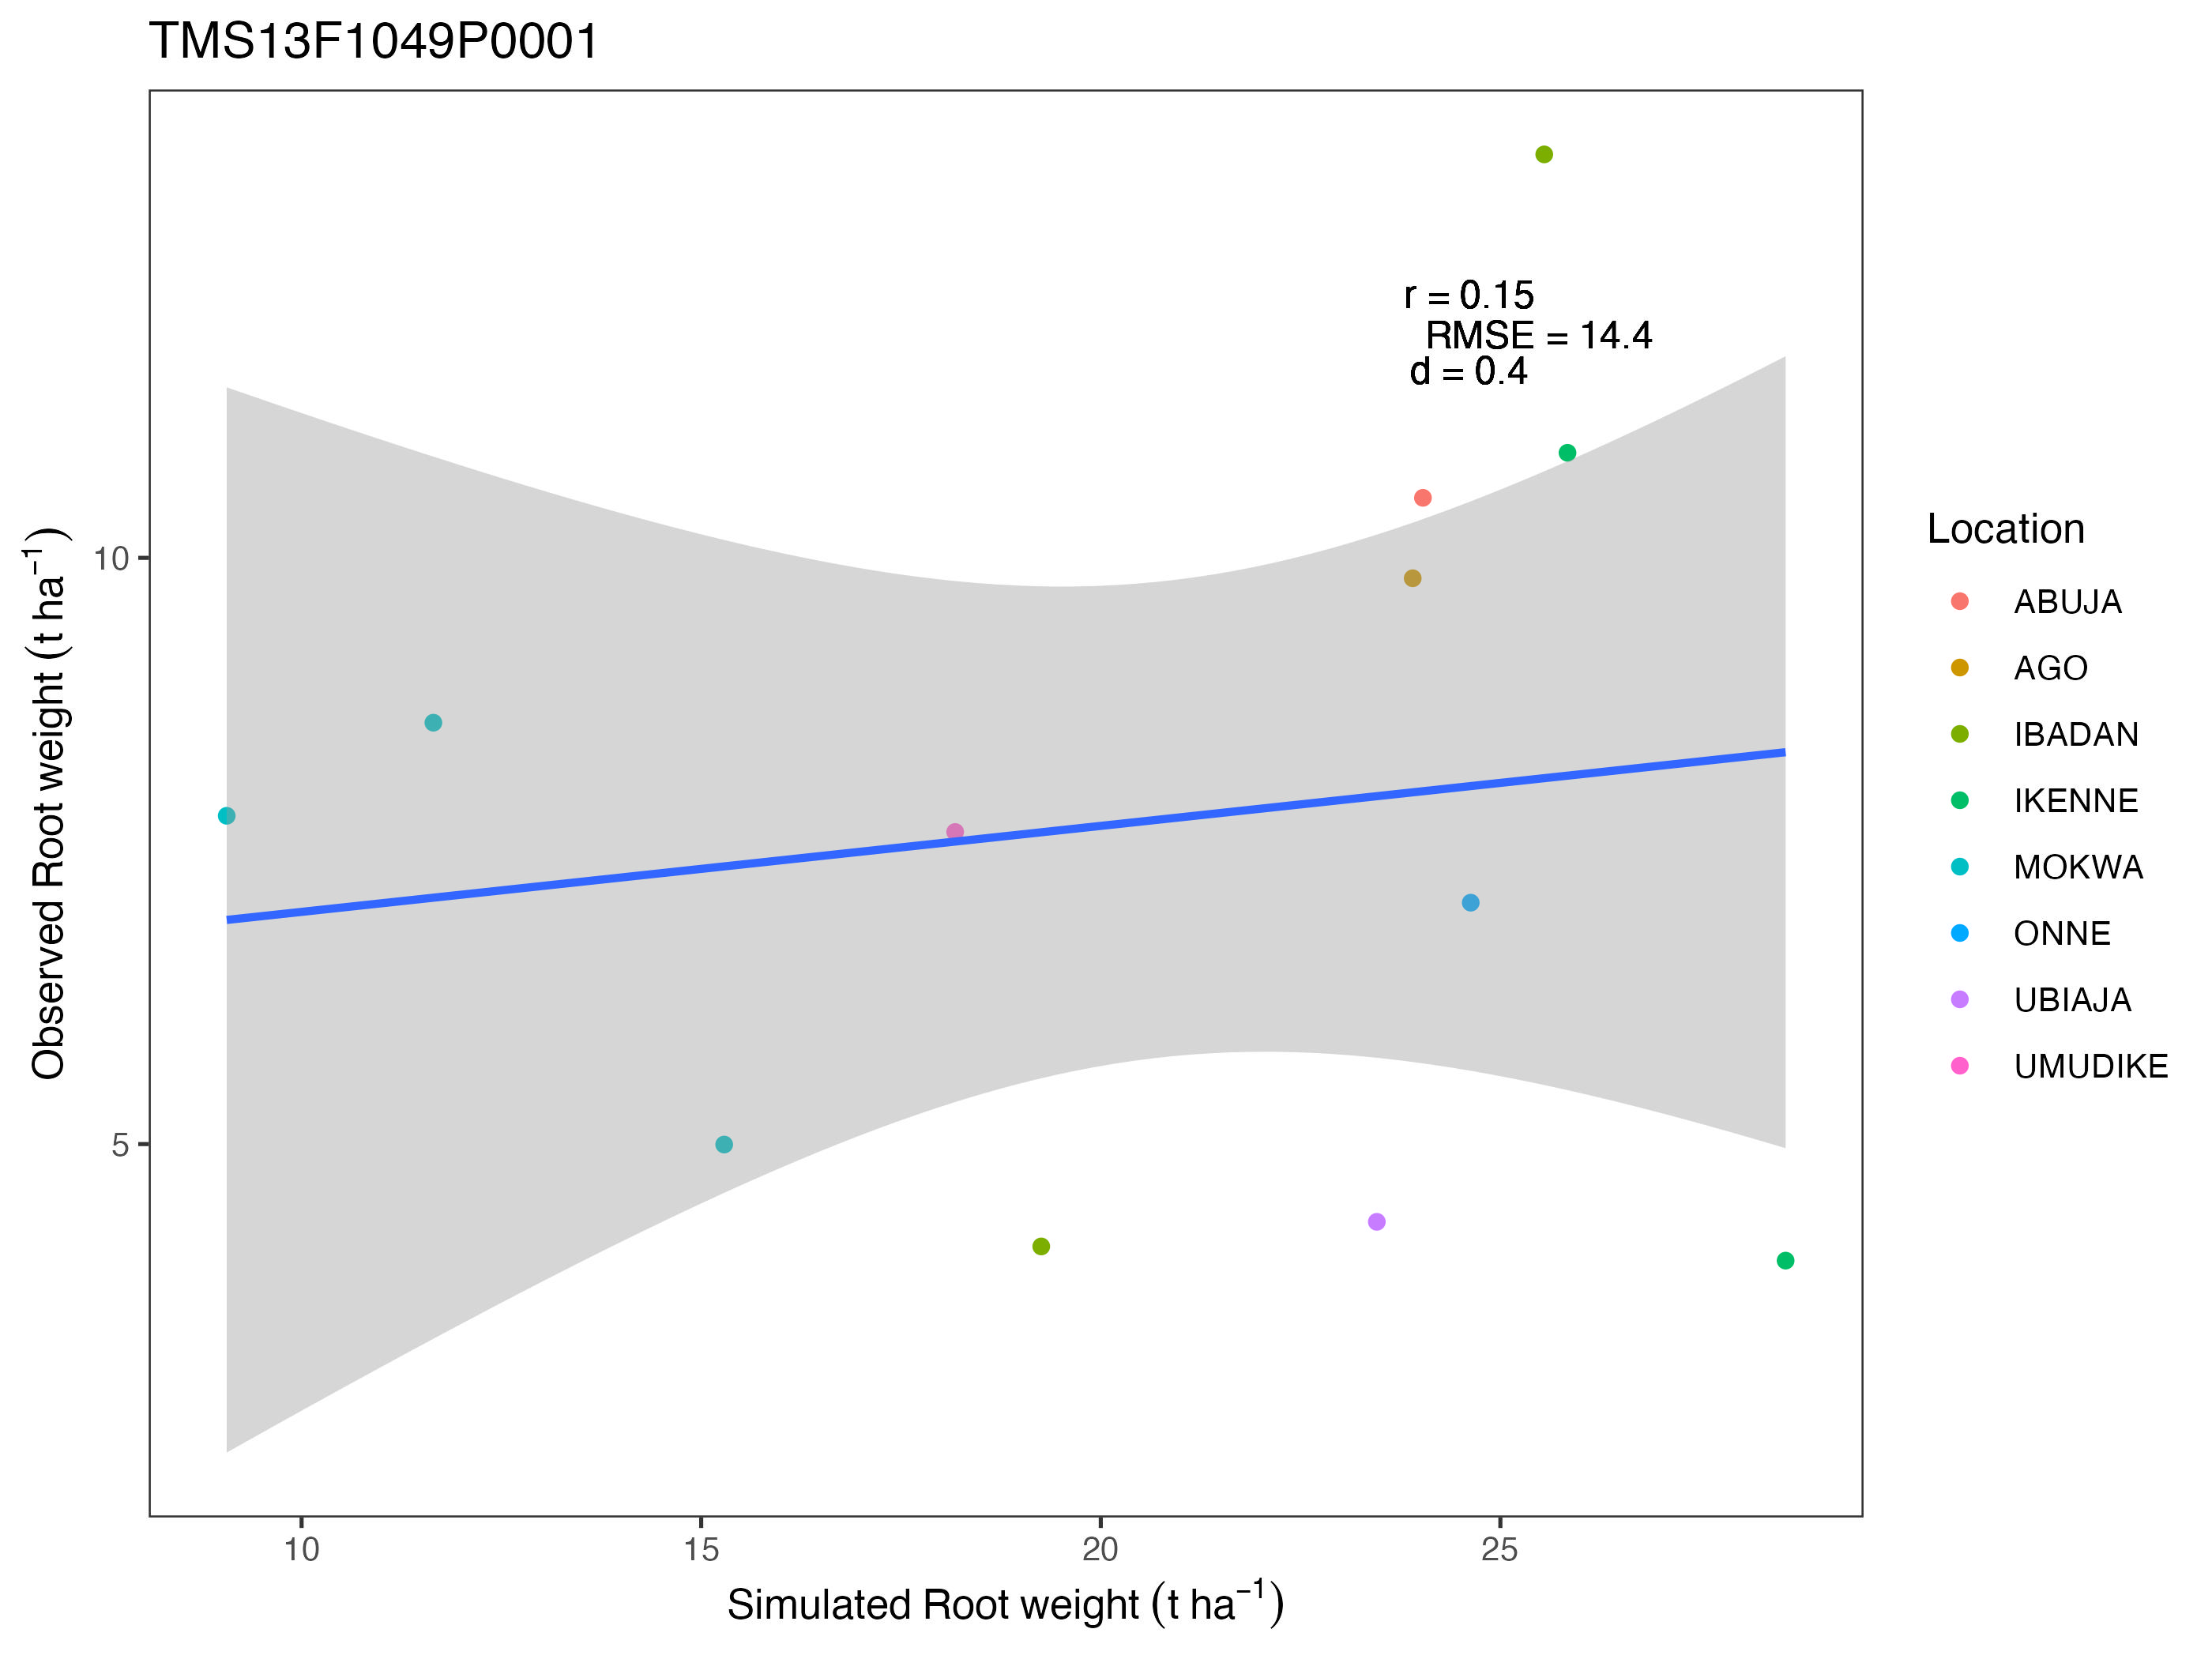 TMS13F1049P0001
r = 0.15
RMSE = 14.4
d = 0.4
Observed Root weight (t ha⁻¹)
10
5
10 15 20 25
Simulated Root weight (t ha⁻¹)
Location
ABUJA
AGO
IBADAN
IKENNE
MOKWA
ONNE
UBIAJA
UMUDIKE